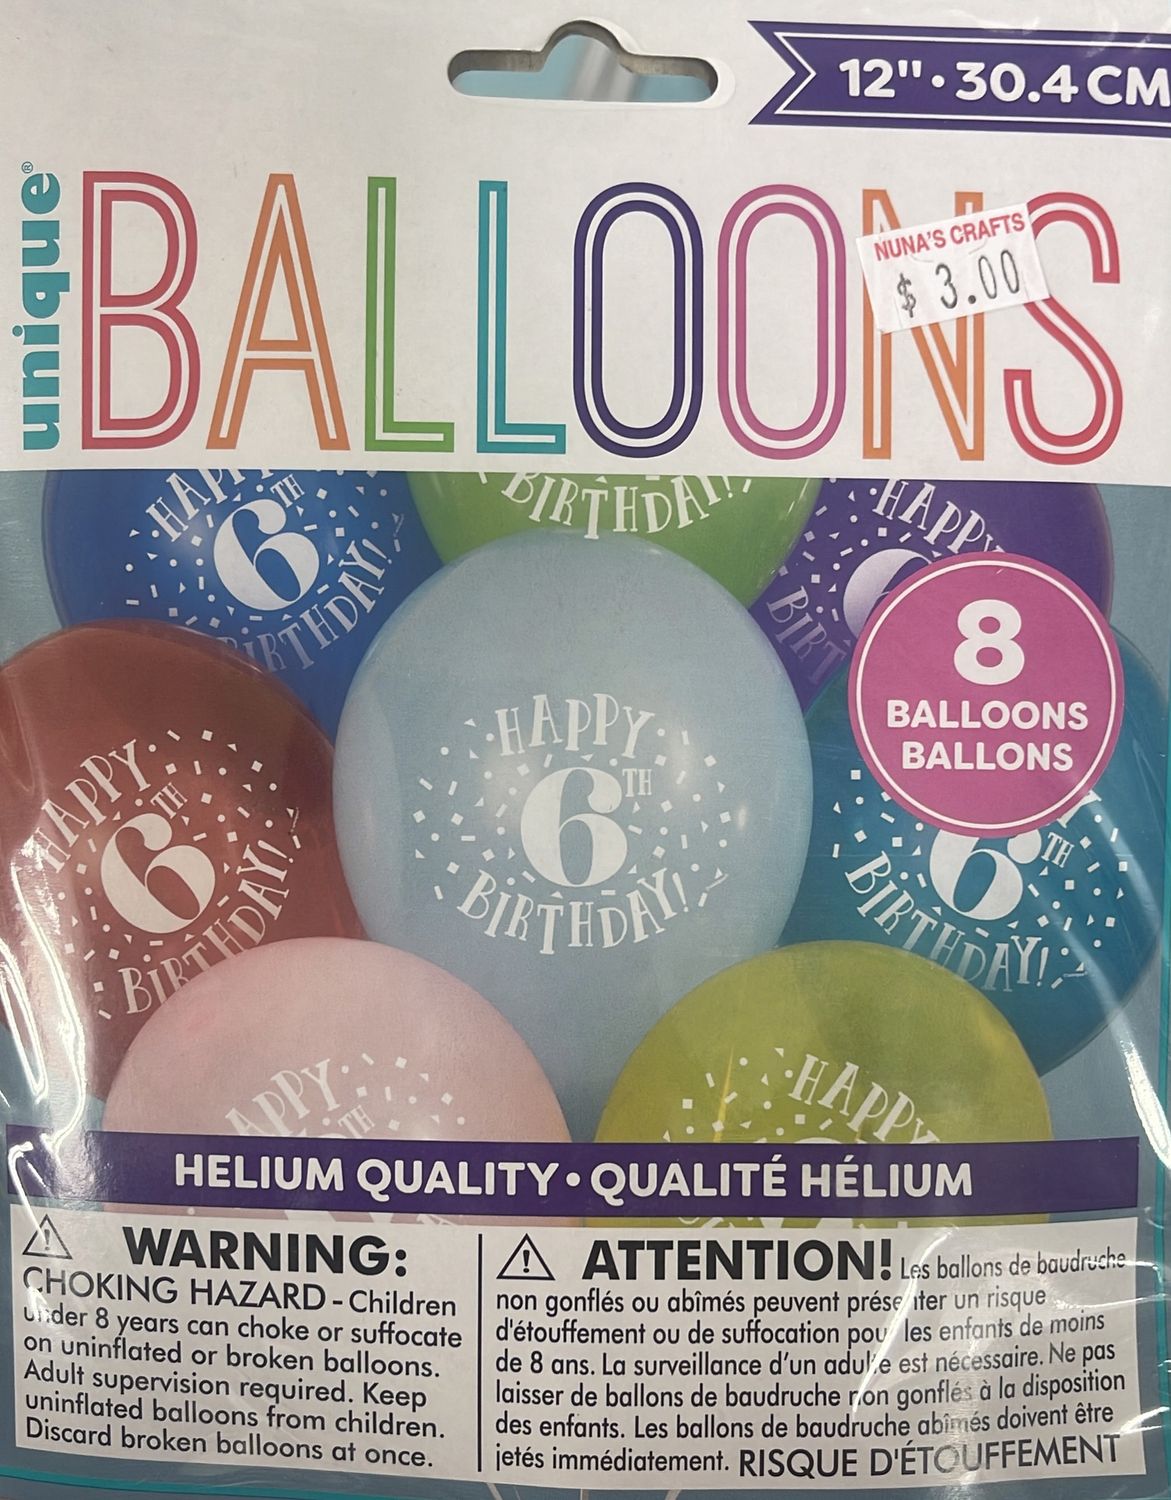 12" • 30.4 CM
unique®
BALLOONS
NUNA'S CRAFTS
$ 3.00
HAPPY
6TH
BIRTHDAY!
BIRTHDAY!
HAPPY
8
BALLOONS
BALLONS
HAPPY
6TH
BIRTHDAY!
HAPPY
6TH
BIRTHDAY!
6TH
BIRTHDAY!
HAPPY
HELIUM QUALITY • QUALITÉ HÉLIUM
WARNING:
CHOKING HAZARD - Children
under 8 years can choke or suffocate
on uninflated or broken balloons.
Adult supervision required. Keep
uninflated balloons from children.
Discard broken balloons at once.
ATTENTION! Les ballons de baudruche
non gonflés ou abîmés peuvent présenter un risque
d'étouffement ou de suffocation pour les enfants de moins
de 8 ans. La surveillance d'un adulte est nécessaire. Ne pas
laisser de ballons de baudruche non gonflés à la disposition
des enfants. Les ballons de baudruche abîmés doivent être
jetés immédiatement. RISQUE D'ÉTOUFFEMENT